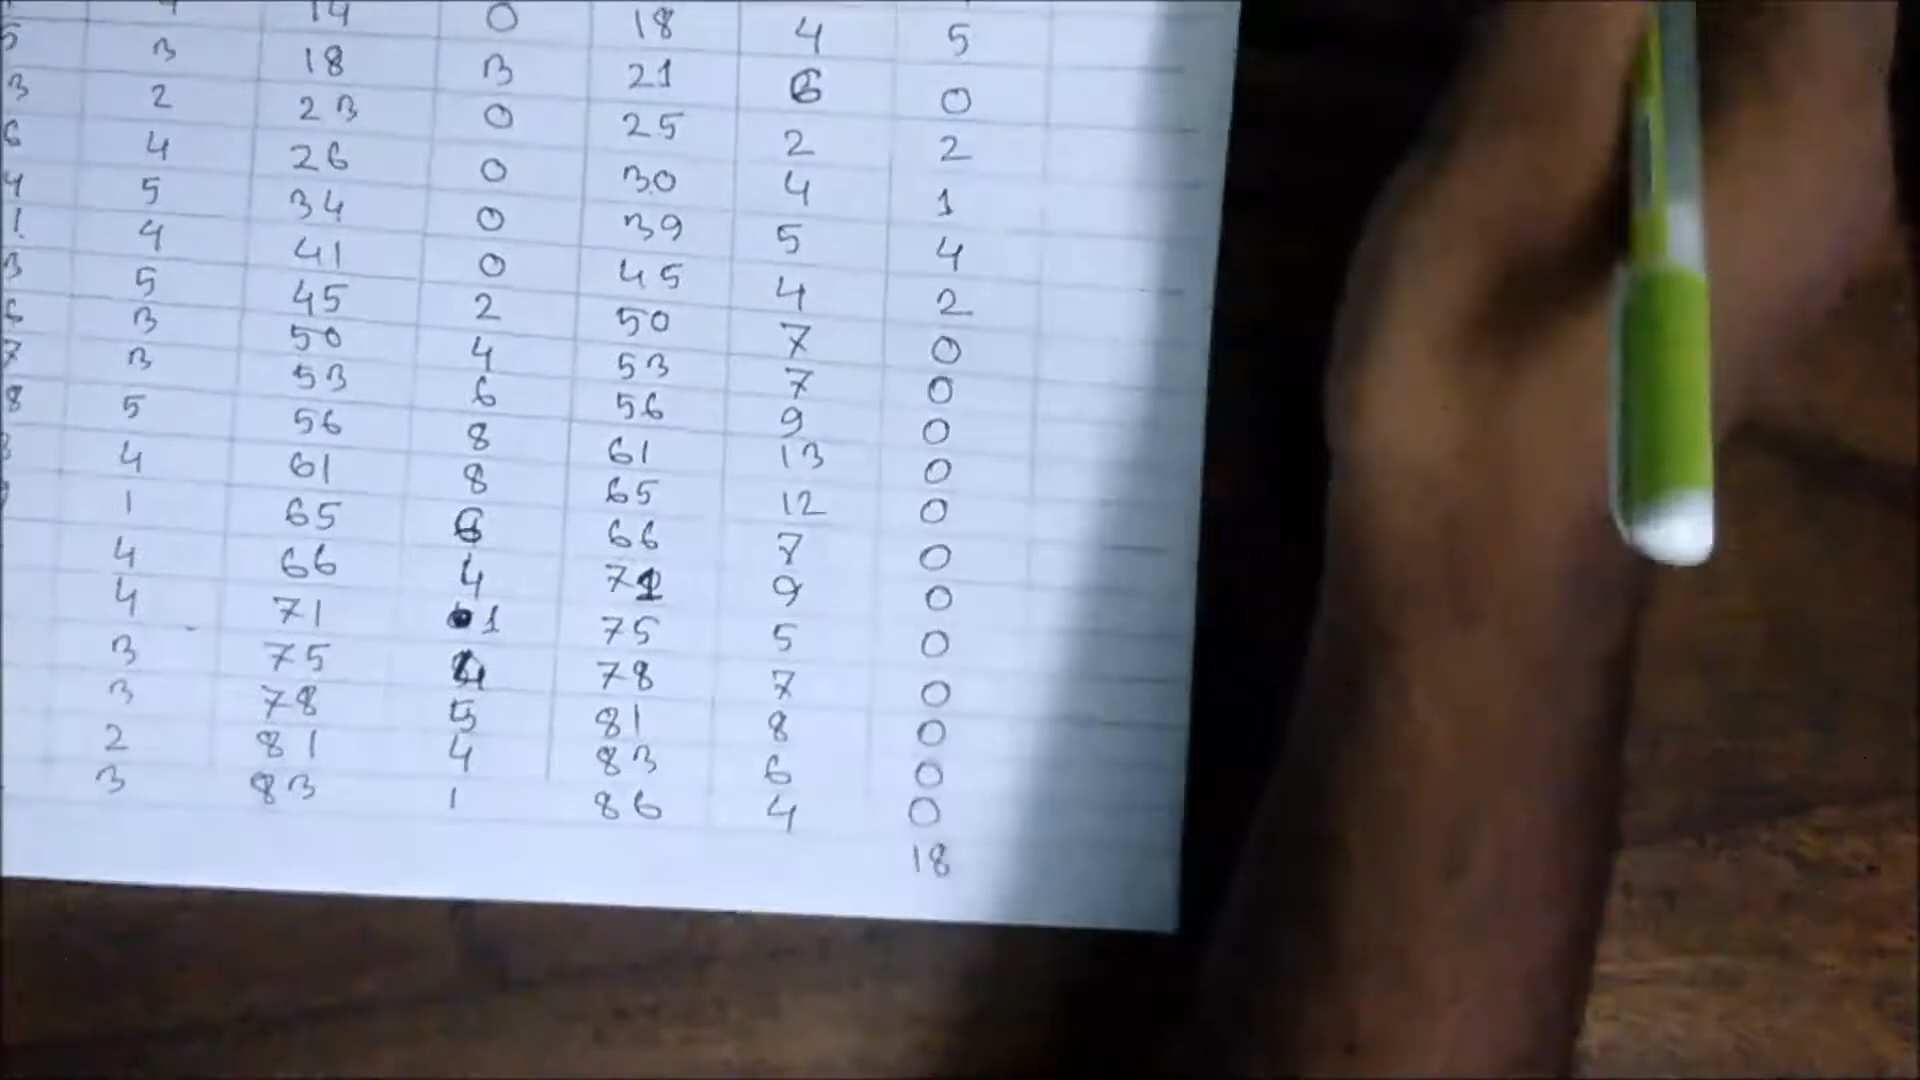 14 0 18 4 5
5 3 18 3 21 6 0
3 2 23 0 25 2 2
6 4 26 0 30 4 1
4 5 34 0 39 5 4
1 4 41 0 45 4 2
3 5 45 2 50 7 0
6 3 50 4 53 7 0
7 3 53 6 56 9 0
8 5 56 8 61 13 0
4 61 8 65 12 0
1 65 6 66 7 0
4 66 4 71 9 0
4 71 1 75 5 0
3 75 4 78 7 0
3 78 5 81 8 0
2 81 4 83 6 0
3 83 1 86 4 0
18